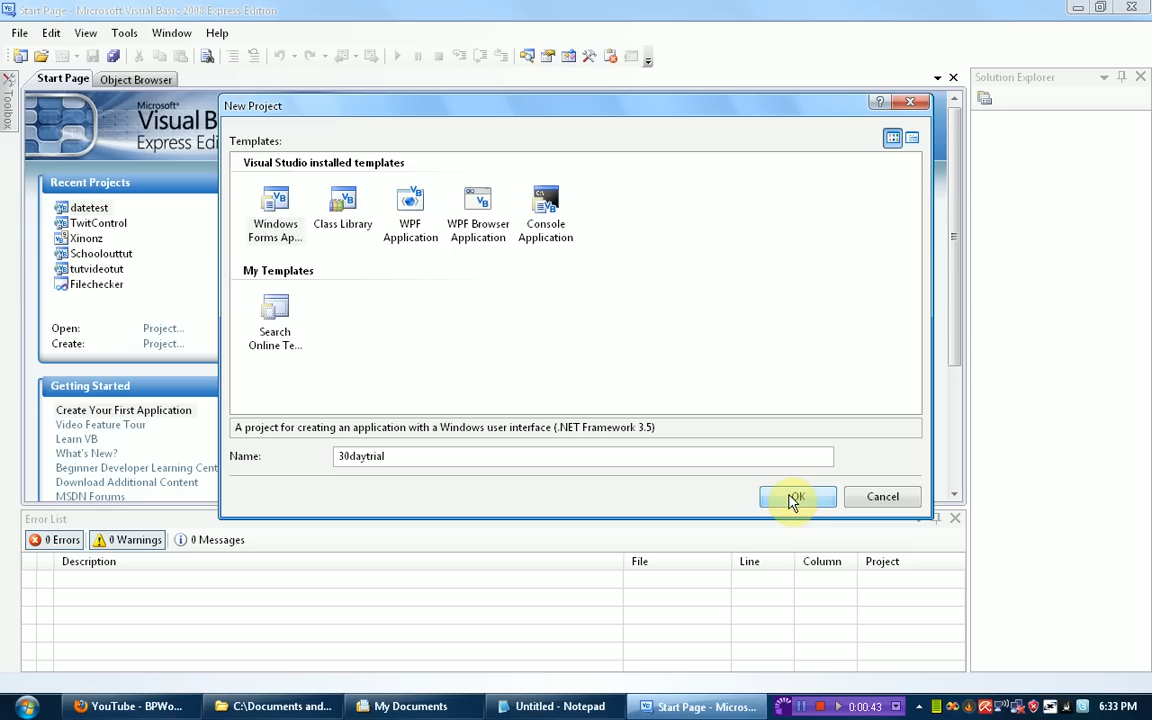 Start Page - Microsoft Visual Basic 2008 Express Edition
File Edit View Tools Window Help
Start Page Object Browser
Solution Explorer
Toolbox
Microsoft
Visual B
Express Edi
New Project
Templates:
Visual Studio installed templates
Windows Forms Ap...
Class Library
WPF Application
WPF Browser Application
Console Application
My Templates
Search Online Te...
A project for creating an application with a Windows user interface (.NET Framework 3.5)
Name: 30daytrial
OK Cancel
Recent Projects
datetest
TwitControl
Xinonz
Schoolouttut
tutvideotut
Filechecker
Open: Project...
Create: Project...
Getting Started
Create Your First Application
Video Feature Tour
Learn VB
What's New?
Beginner Developer Learning Cent
Download Additional Content
MSDN Forums
Error List
0 Errors 0 Warnings 0 Messages
Description File Line Column Project
YouTube - BPWo... C:\Documents and... My Documents Untitled - Notepad Start Page - Micros... 0:00:43 6:33 PM